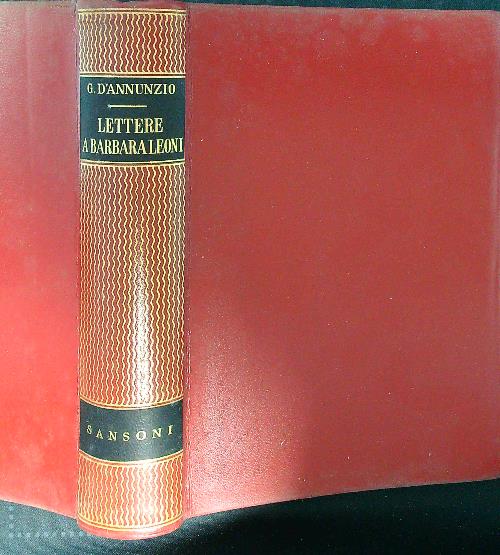 G. D'ANNUNZIO
LETTERE
A BARBARA LEONI
SANSONI